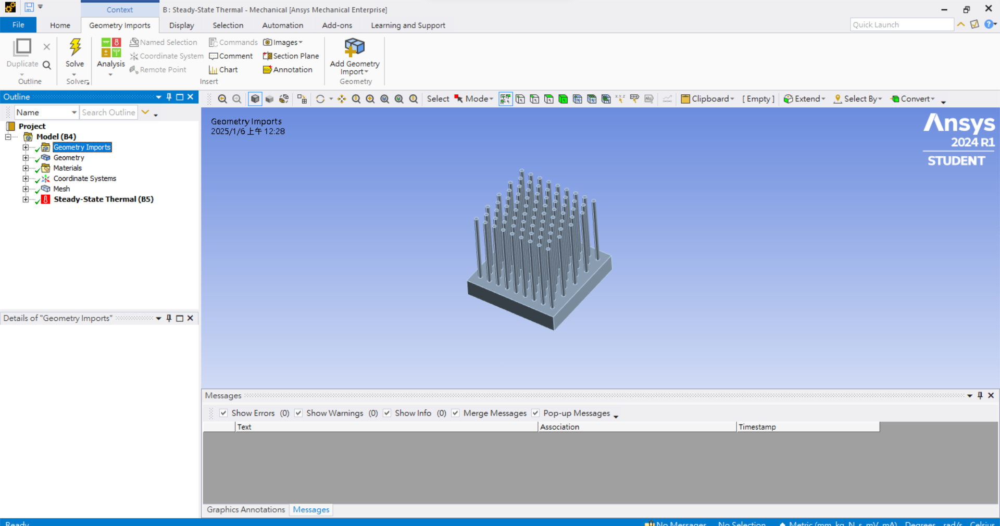 Context
B : Steady-State Thermal - Mechanical [Ansys Mechanical Enterprise]
File
Home
Geometry Imports
Display
Selection
Automation
Add-ons
Learning and Support
Quick Launch
Duplicate
Outline
Solve
Solver
Analysis
Named Selection
Coordinate System
Remote Point
Commands
Comment
Chart
Images
Section Plane
Annotation
Insert
Add Geometry
Import
Geometry
Outline
Name
Search Outline
Project
Model (B4)
Geometry Imports
Geometry
Materials
Coordinate Systems
Mesh
Steady-State Thermal (B5)
Details of "Geometry Imports"
Select
Mode
Clipboard
[ Empty ]
Extend
Select By
Convert
Geometry Imports
2025/1/6 上午 12:28
Ansys
2024 R1
STUDENT
Messages
Show Errors (0)
Show Warnings (0)
Show Info (0)
Merge Messages
Pop-up Messages
Text
Association
Timestamp
Graphics Annotations
Messages
Ready
No Messages
No Selection
Metric (mm, kg, N, s, mV, mA)
Degrees
rad/s
Celsius